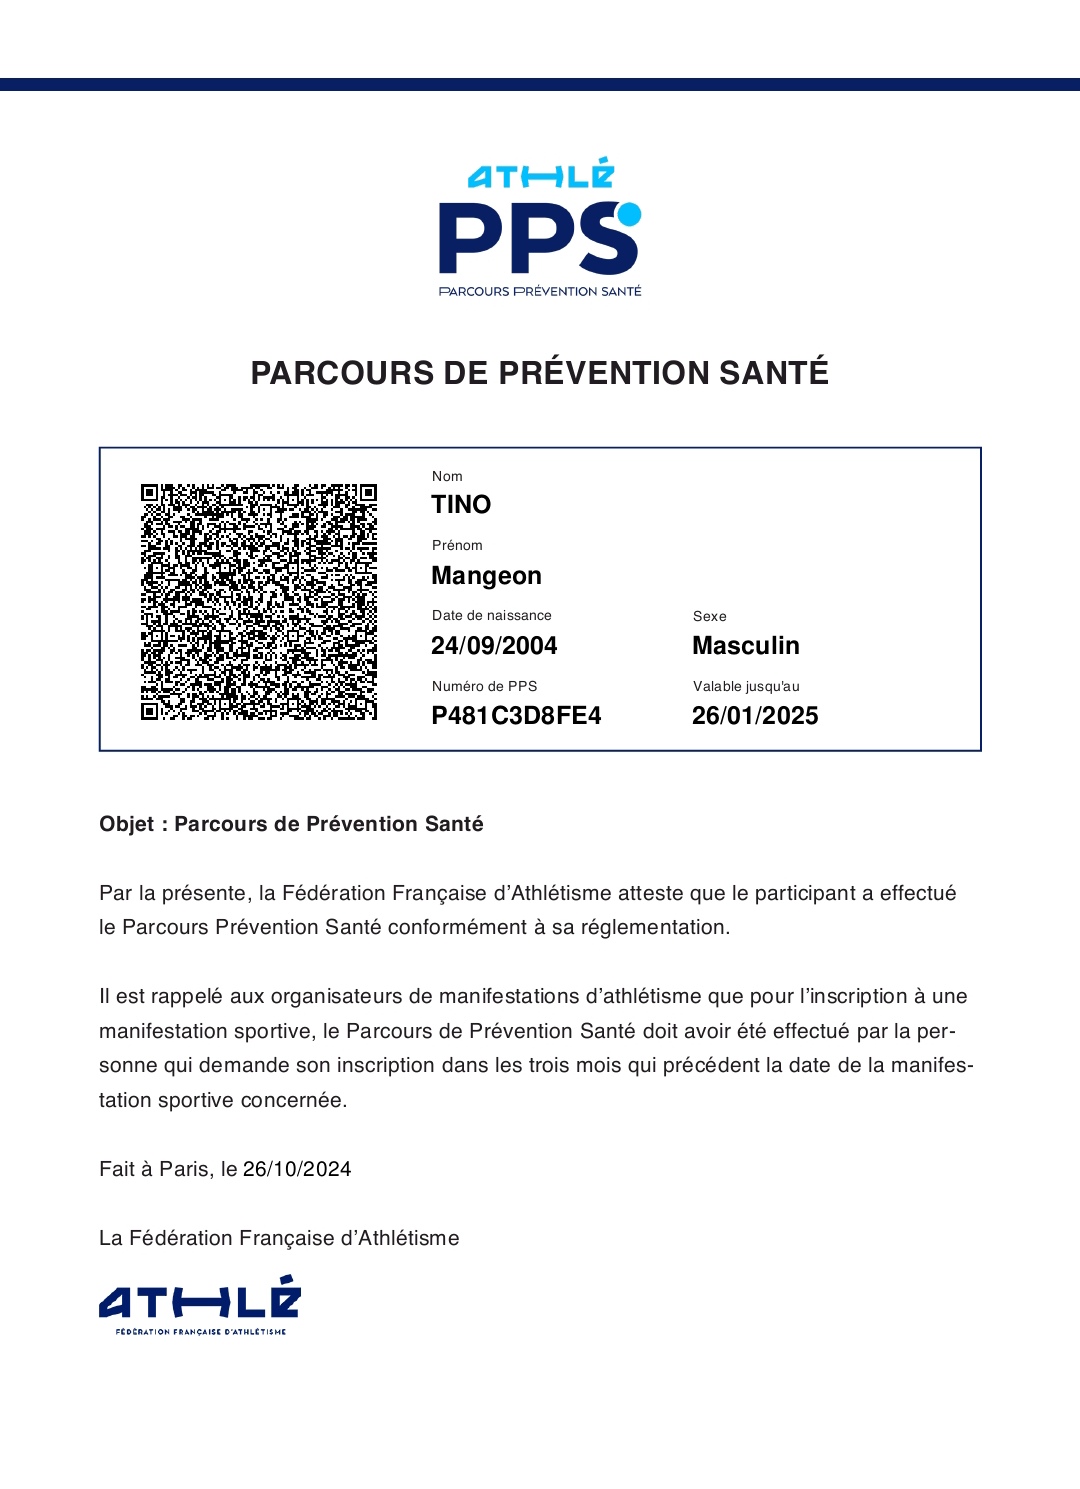 ATHLÉ
PPS
PARCOURS PRÉVENTION SANTÉ
PARCOURS DE PRÉVENTION SANTÉ
Nom
TINO
Prénom
Mangeon
Date de naissance
24/09/2004
Sexe
Masculin
Numéro de PPS
P481C3D8FE4
Valable jusqu'au
26/01/2025
Objet : Parcours de Prévention Santé
Par la présente, la Fédération Française d’Athlétisme atteste que le participant a effectué
le Parcours Prévention Santé conformément à sa réglementation.
Il est rappelé aux organisateurs de manifestations d’athlétisme que pour l’inscription à une
manifestation sportive, le Parcours de Prévention Santé doit avoir été effectué par la per-
sonne qui demande son inscription dans les trois mois qui précédent la date de la manifes-
tation sportive concernée.
Fait à Paris, le 26/10/2024
La Fédération Française d’Athlétisme
ATHLÉ
FÉDÉRATION FRANÇAISE D'ATHLÉTISME